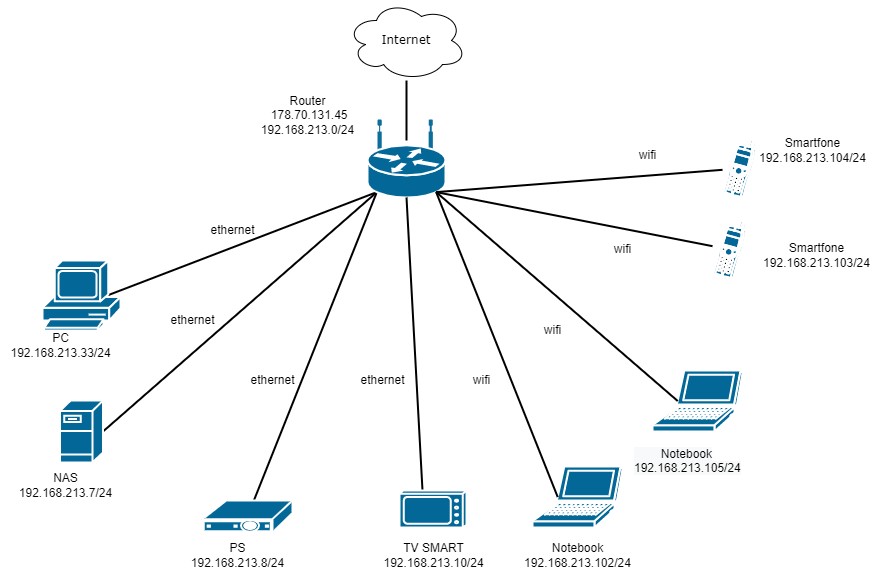 Internet
Router
178.70.131.45
192.168.213.0/24
wifi
Smartfone
192.168.213.104/24
wifi
Smartfone
192.168.213.103/24
ethernet
ethernet
ethernet
ethernet
wifi
wifi
PC
192.168.213.33/24
NAS
192.168.213.7/24
Notebook
192.168.213.105/24
PS
192.168.213.8/24
TV SMART
192.168.213.10/24
Notebook
192.168.213.102/24